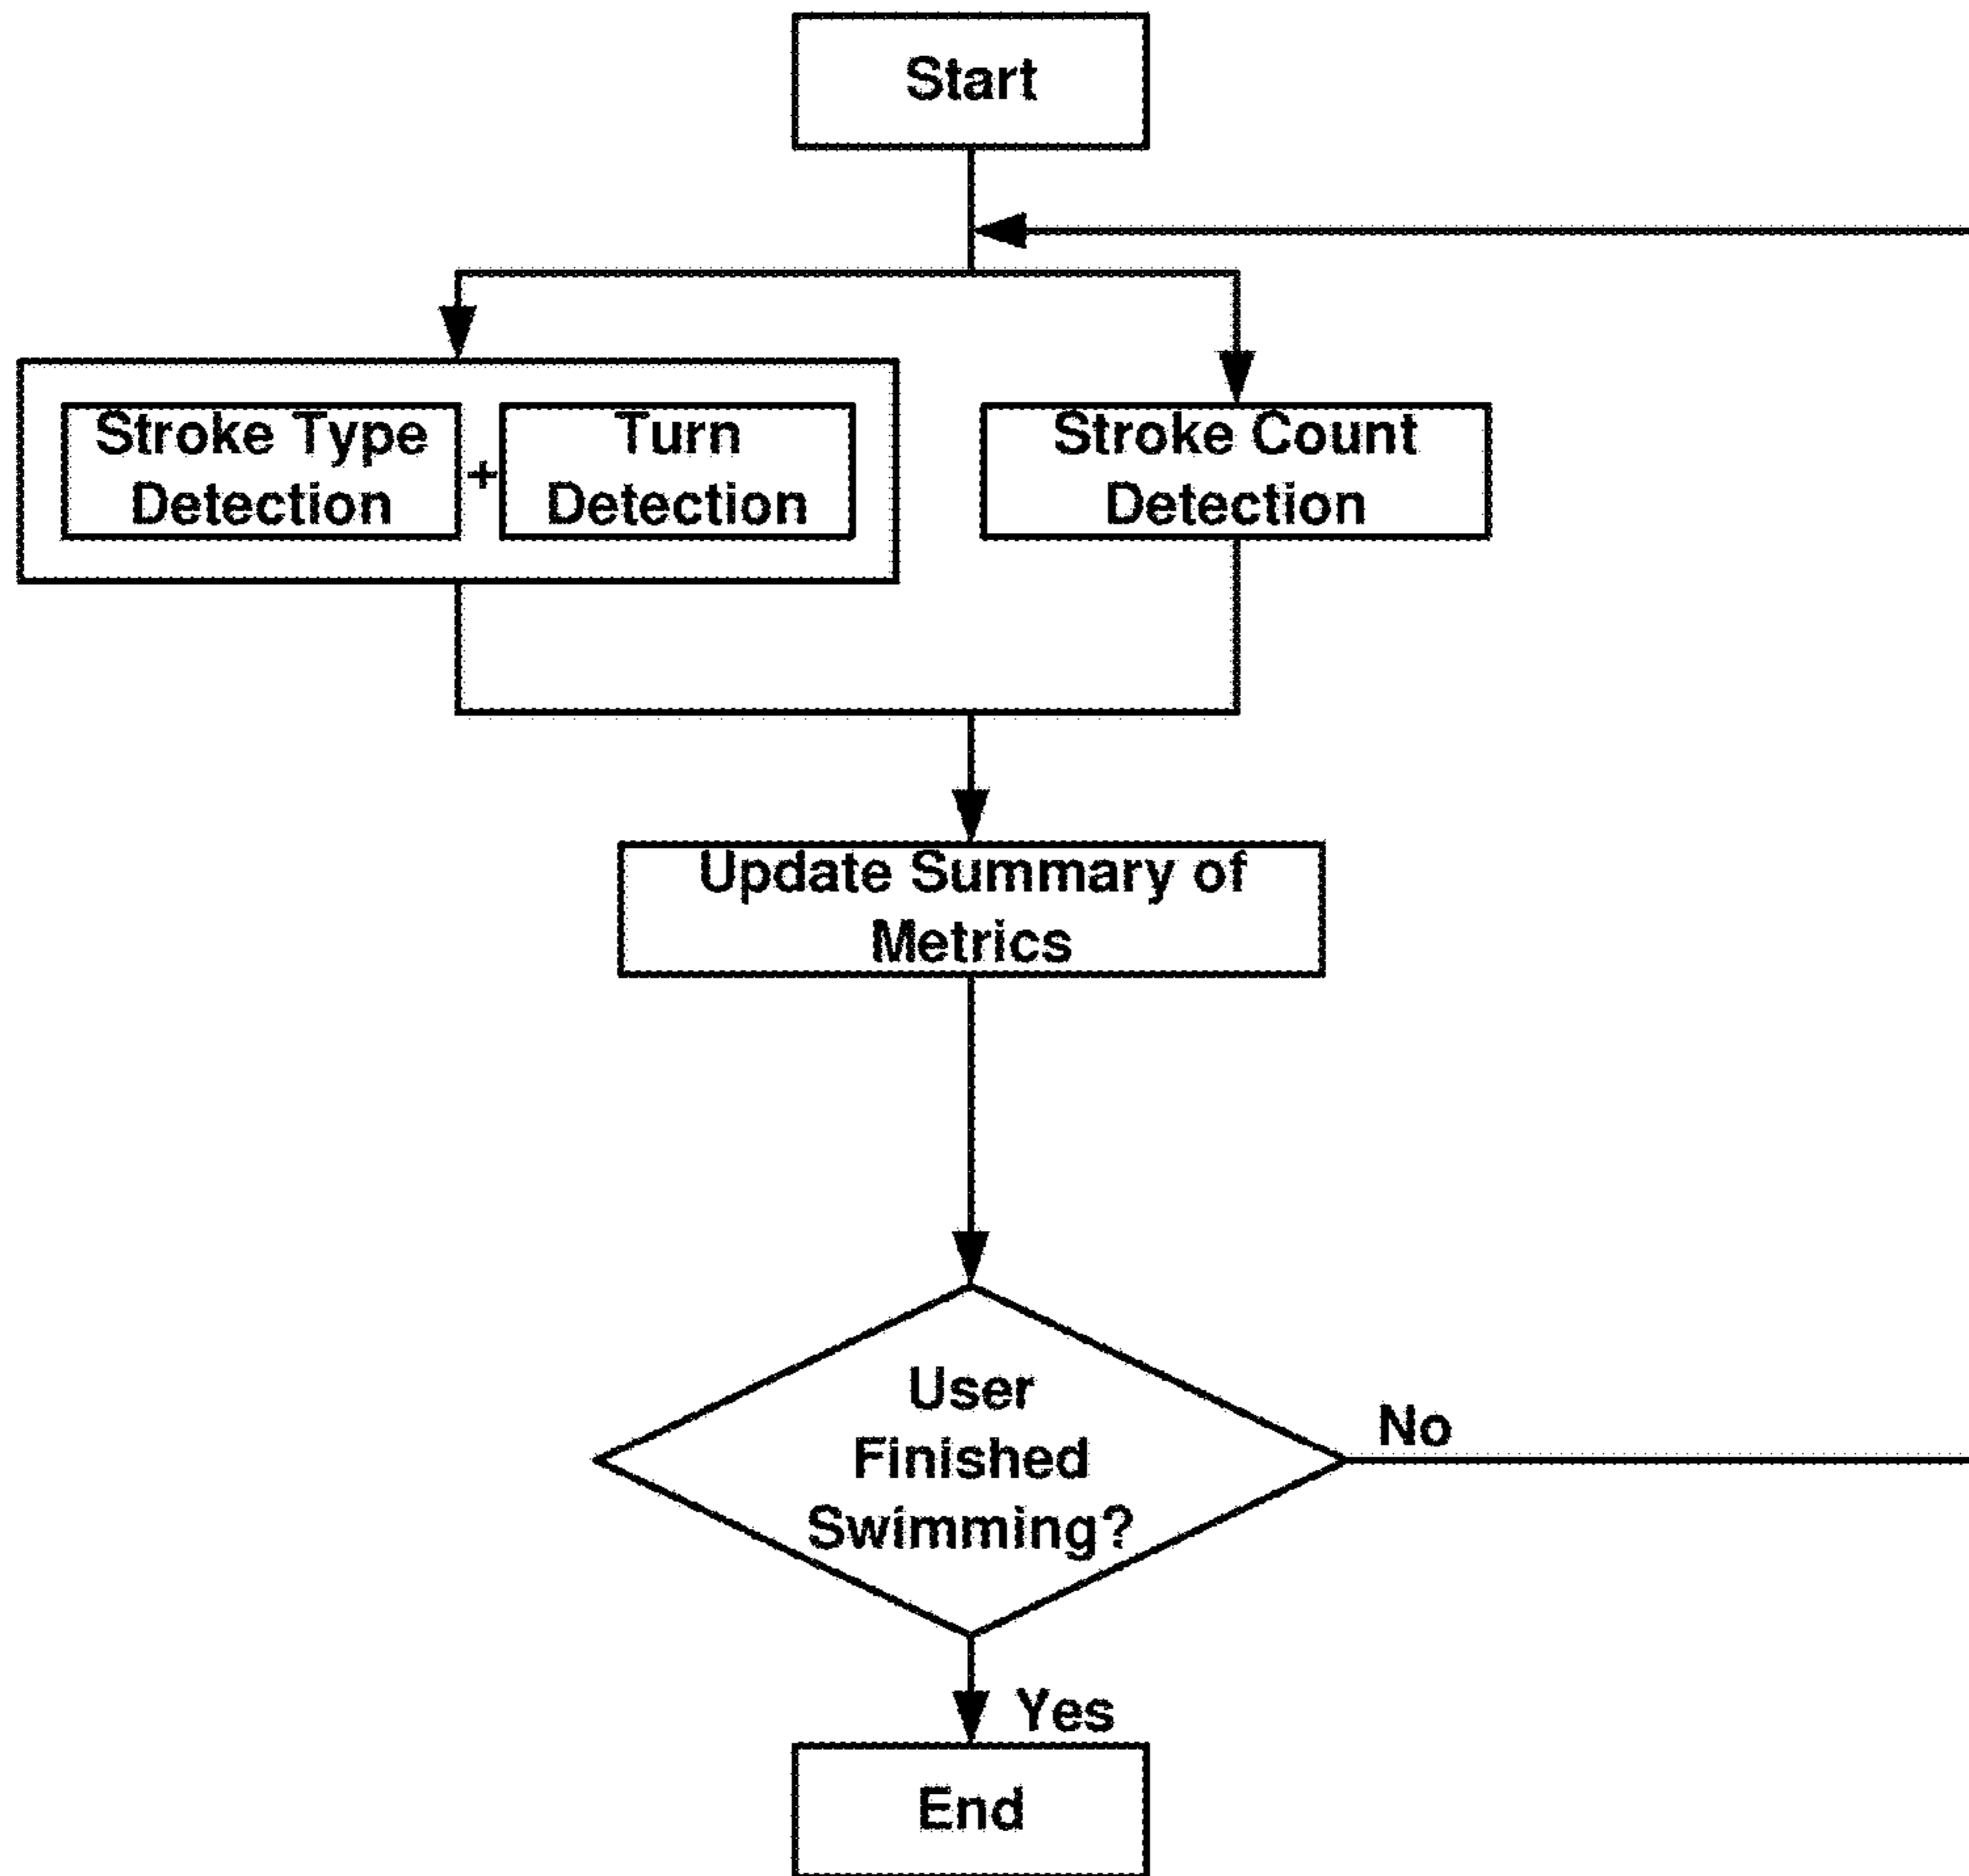 Start
Stroke Type
Detection
+
Turn
Detection
Stroke Count
Detection
Update Summary of
Metrics
User
Finished
Swimming?
No
Yes
End